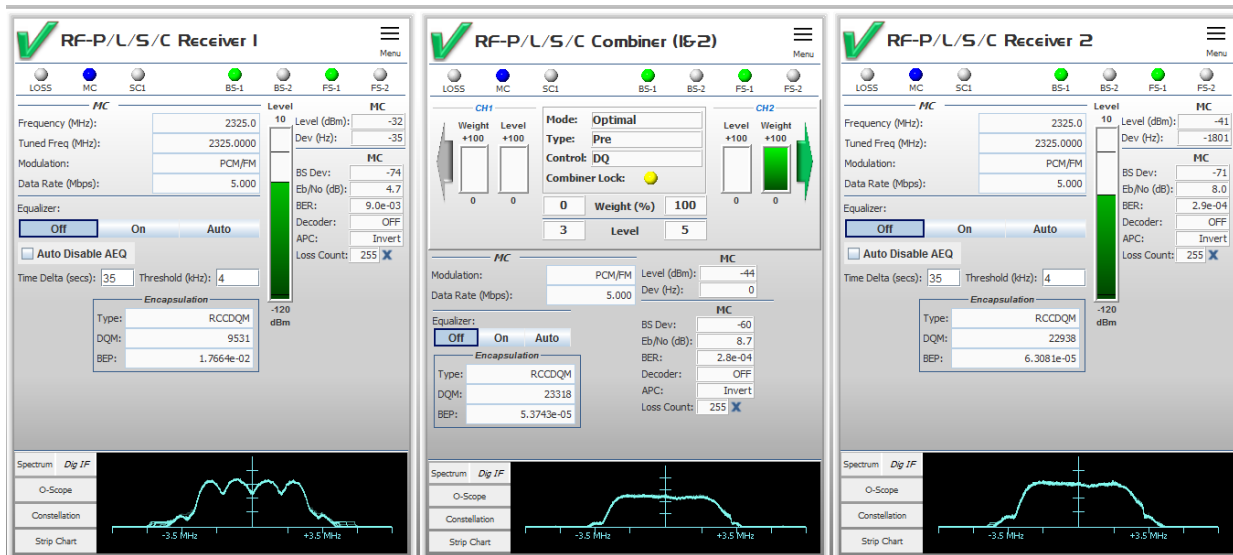 RF-P/L/S/C Receiver 1
Menu
LOSS MC SC1 BS-1 BS-2 FS-1 FS-2
MC
Frequency (MHz): 2325.0
Tuned Freq (MHz): 2325.0000
Modulation: PCM/FM
Data Rate (Mbps): 5.000
Equalizer:
Off On Auto
Auto Disable AEQ
Time Delta (secs): 35 Threshold (kHz): 4
Encapsulation
Type: RCCDQM
DQM: 9531
BEP: 1.7664e-02
Level
10
-120
dBm
MC
Level (dBm): -32
Dev (Hz): -35
MC
BS Dev: -74
Eb/No (dB): 4.7
BER: 9.0e-03
Decoder: OFF
APC: Invert
Loss Count: 255 X
Spectrum Dig IF
O-Scope
Constellation
Strip Chart
-3.5 MHz +3.5 MHz
RF-P/L/S/C Combiner (1&2)
Menu
LOSS MC SC1 BS-1 BS-2 FS-1 FS-2
CH1
Weight Level
+100 +100
0 0
Mode: Optimal
Type: Pre
Control: DQ
Combiner Lock:
0 Weight (%) 100
3 Level 5
CH2
Level Weight
+100 +100
0 0
MC
Modulation: PCM/FM
Data Rate (Mbps): 5.000
Equalizer:
Off On Auto
Encapsulation
Type: RCCDQM
DQM: 23318
BEP: 5.3743e-05
MC
Level (dBm): -44
Dev (Hz): 0
MC
BS Dev: -60
Eb/No (dB): 8.7
BER: 2.8e-04
Decoder: OFF
APC: Invert
Loss Count: 255 X
Spectrum Dig IF
O-Scope
Constellation
Strip Chart
-3.5 MHz +3.5 MHz
RF-P/L/S/C Receiver 2
Menu
LOSS MC SC1 BS-1 BS-2 FS-1 FS-2
MC
Frequency (MHz): 2325.0
Tuned Freq (MHz): 2325.0000
Modulation: PCM/FM
Data Rate (Mbps): 5.000
Equalizer:
Off On Auto
Auto Disable AEQ
Time Delta (secs): 35 Threshold (kHz): 4
Encapsulation
Type: RCCDQM
DQM: 22938
BEP: 6.3081e-05
Level
10
-120
dBm
MC
Level (dBm): -41
Dev (Hz): -1801
MC
BS Dev: -71
Eb/No (dB): 8.0
BER: 2.9e-04
Decoder: OFF
APC: Invert
Loss Count: 255 X
Spectrum Dig IF
O-Scope
Constellation
Strip Chart
-3.5 MHz +3.5 MHz